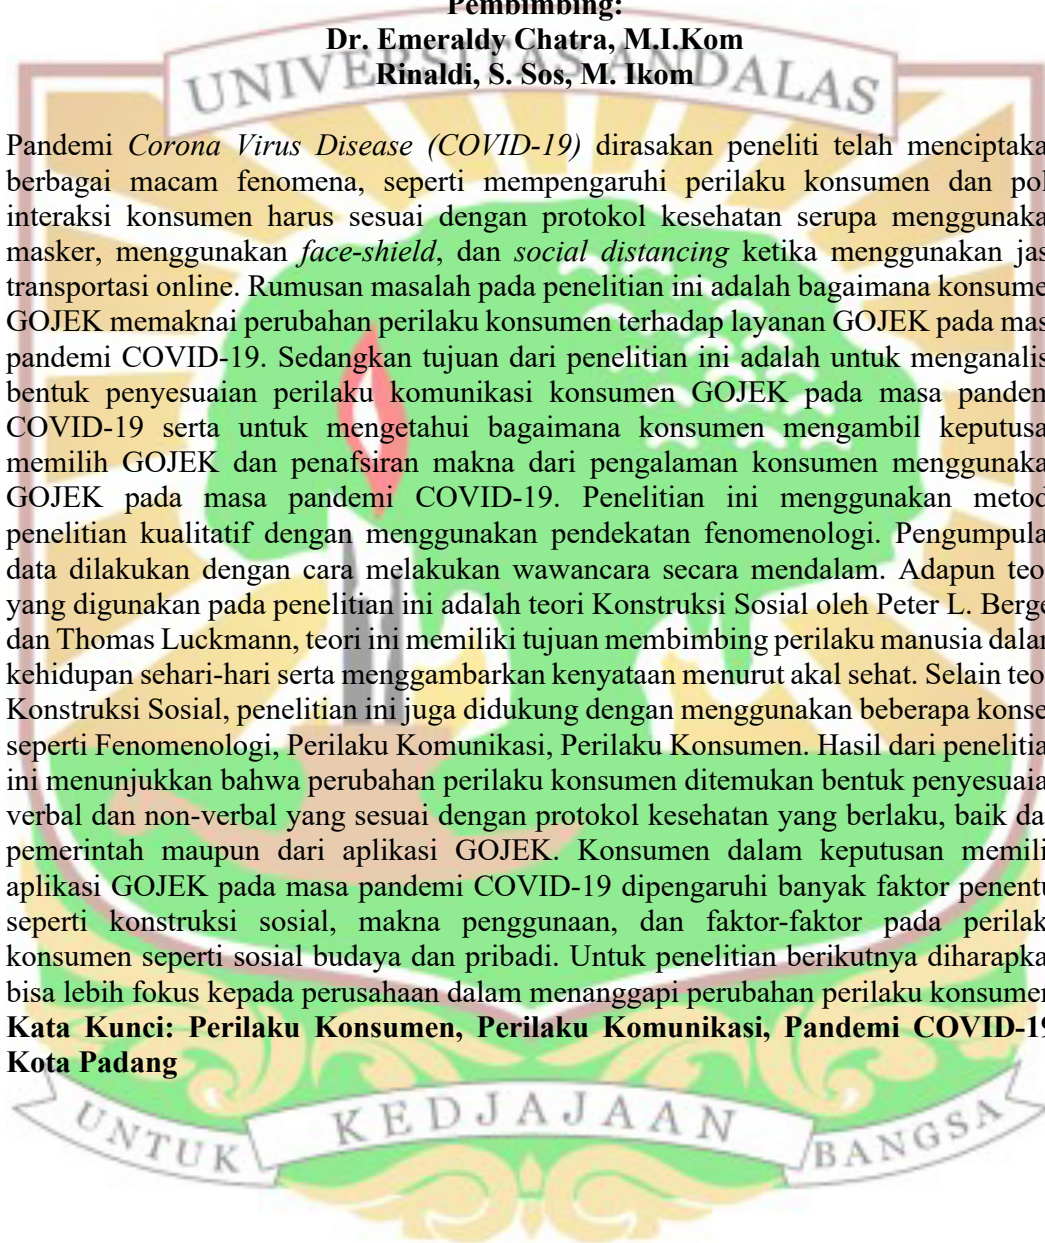 Pembimbing:
Dr. Emeraldy Chatra, M.I.Kom
Rinaldi, S. Sos, M. Ikom
UNIVERSITAS ANDALAS
Pandemi Corona Virus Disease (COVID-19) dirasakan peneliti telah menciptaka
berbagai macam fenomena, seperti mempengaruhi perilaku konsumen dan pol
interaksi konsumen harus sesuai dengan protokol kesehatan serupa menggunaka
masker, menggunakan face-shield, dan social distancing ketika menggunakan jas
transportasi online. Rumusan masalah pada penelitian ini adalah bagaimana konsume
GOJEK memaknai perubahan perilaku konsumen terhadap layanan GOJEK pada mas
pandemi COVID-19. Sedangkan tujuan dari penelitian ini adalah untuk menganalis
bentuk penyesuaian perilaku komunikasi konsumen GOJEK pada masa pandem
COVID-19 serta untuk mengetahui bagaimana konsumen mengambil keputusa
memilih GOJEK dan penafsiran makna dari pengalaman konsumen menggunaka
GOJEK pada masa pandemi COVID-19. Penelitian ini menggunakan metod
penelitian kualitatif dengan menggunakan pendekatan fenomenologi. Pengumpula
data dilakukan dengan cara melakukan wawancara secara mendalam. Adapun teo
yang digunakan pada penelitian ini adalah teori Konstruksi Sosial oleh Peter L. Berge
dan Thomas Luckmann, teori ini memiliki tujuan membimbing perilaku manusia dalam
kehidupan sehari-hari serta menggambarkan kenyataan menurut akal sehat. Selain teo
Konstruksi Sosial, penelitian ini juga didukung dengan menggunakan beberapa konse
seperti Fenomenologi, Perilaku Komunikasi, Perilaku Konsumen. Hasil dari penelitia
ini menunjukkan bahwa perubahan perilaku konsumen ditemukan bentuk penyesuaia
verbal dan non-verbal yang sesuai dengan protokol kesehatan yang berlaku, baik da
pemerintah maupun dari aplikasi GOJEK. Konsumen dalam keputusan memili
aplikasi GOJEK pada masa pandemi COVID-19 dipengaruhi banyak faktor penentu
seperti konstruksi sosial, makna penggunaan, dan faktor-faktor pada perilak
konsumen seperti sosial budaya dan pribadi. Untuk penelitian berikutnya diharapka
bisa lebih fokus kepada perusahaan dalam menanggapi perubahan perilaku konsumen
Kata Kunci: Perilaku Konsumen, Perilaku Komunikasi, Pandemi COVID-19
Kota Padang
UNTUK KEDJAJAAN BANGSA